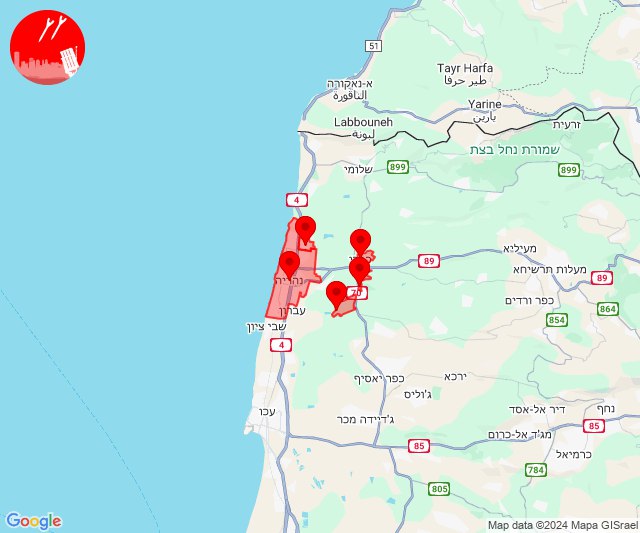 51
Tayr Harfa
طير حرفا
א-נאקורה
الناقورة
Yarine
يارين
Labbouneh
לבונה
זרעית
שמורת נחל בצת
899
שלומי
899
4
מעיליא
89
מעלות תרשיחא
89
נהריה
70
כפר ורדים
864
עברון
854
שבי ציון
4
כפר יאסיף
ירכא
ג'וליס
עכו
ג'דיידה מכר
דיר אל-אסד
נחף
85
מג'ד אל-כרום
85
כרמיאל
784
805
Google
Map data ©2024 Mapa GISrael